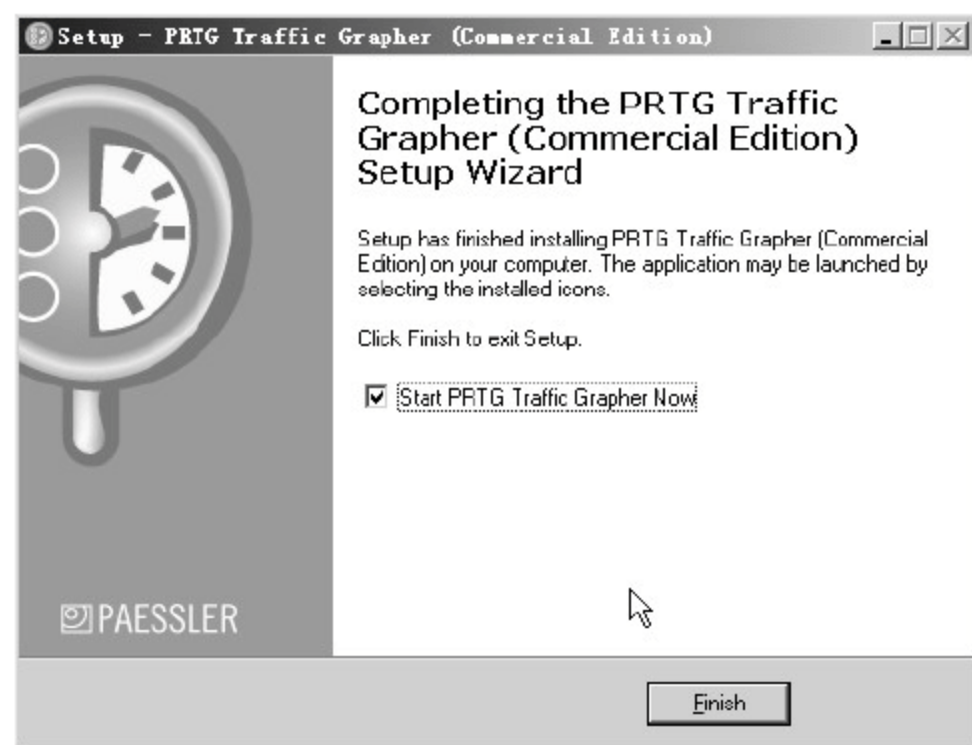 Setup - PRTG Traffic Grapher (Commercial Edition)
Completing the PRTG Traffic
Grapher (Commercial Edition)
Setup Wizard
Setup has finished installing PRTG Traffic Grapher (Commercial
Edition) on your computer. The application may be launched by
selecting the installed icons.
Click Finish to exit Setup.
Start PRTG Traffic Grapher Now
PAESSLER
Finish